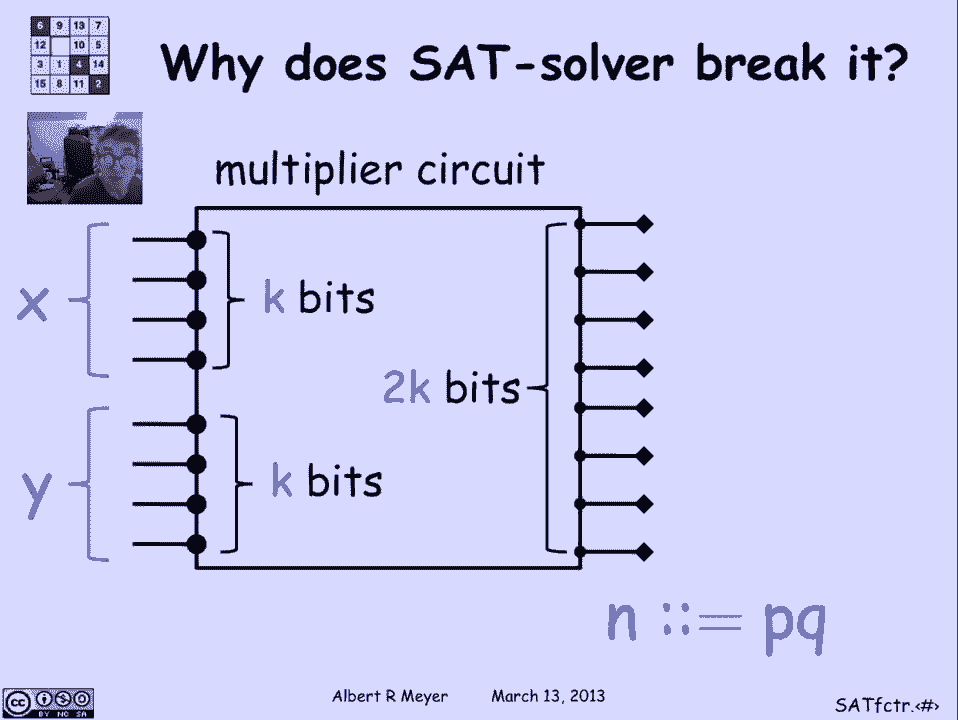 6 9 13 7
12 10 5
3 1 4 14
15 8 11 2
Why does SAT-solver break it?
multiplier circuit
x
k bits
2k bits
y
k bits
n ::= pq
CC BY NC SA
Albert R Meyer March 13, 2013
SATfctr.‹#›